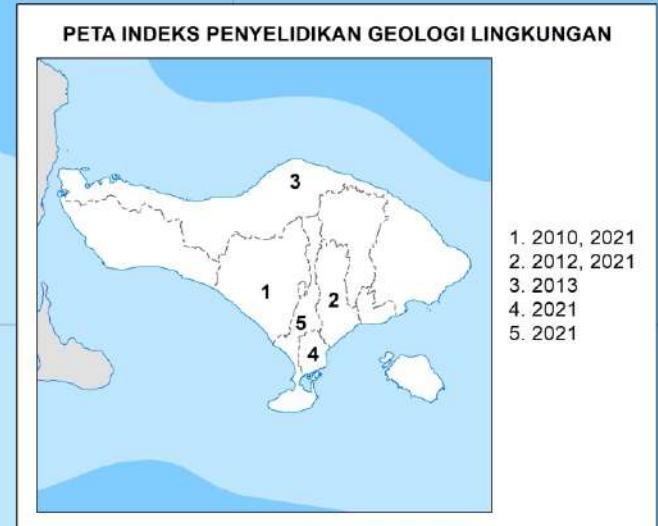 PETA INDEKS PENYELIDIKAN GEOLOGI LINGKUNGAN
3
1
2
5
4
1. 2010, 2021
2. 2012, 2021
3. 2013
4. 2021
5. 2021